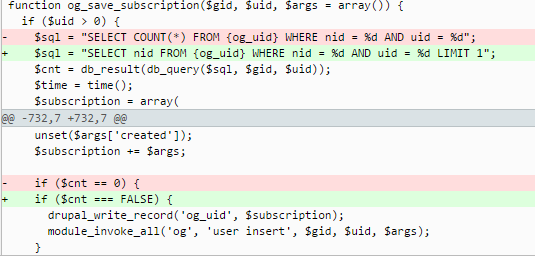 function og_save_subscription($gid, $uid, $args = array()) {
  if ($uid > 0) {
-    $sql = "SELECT COUNT(*) FROM {og_uid} WHERE nid = %d AND uid = %d";
+    $sql = "SELECT nid FROM {og_uid} WHERE nid = %d AND uid = %d LIMIT 1";
    $cnt = db_result(db_query($sql, $gid, $uid));
    $time = time();
    $subscription = array(
@@ -732,7 +732,7 @@
    unset($args['created']);
    $subscription += $args;
-    if ($cnt == 0) {
+    if ($cnt === FALSE) {
      drupal_write_record('og_uid', $subscription);
      module_invoke_all('og', 'user insert', $gid, $uid, $args);
    }